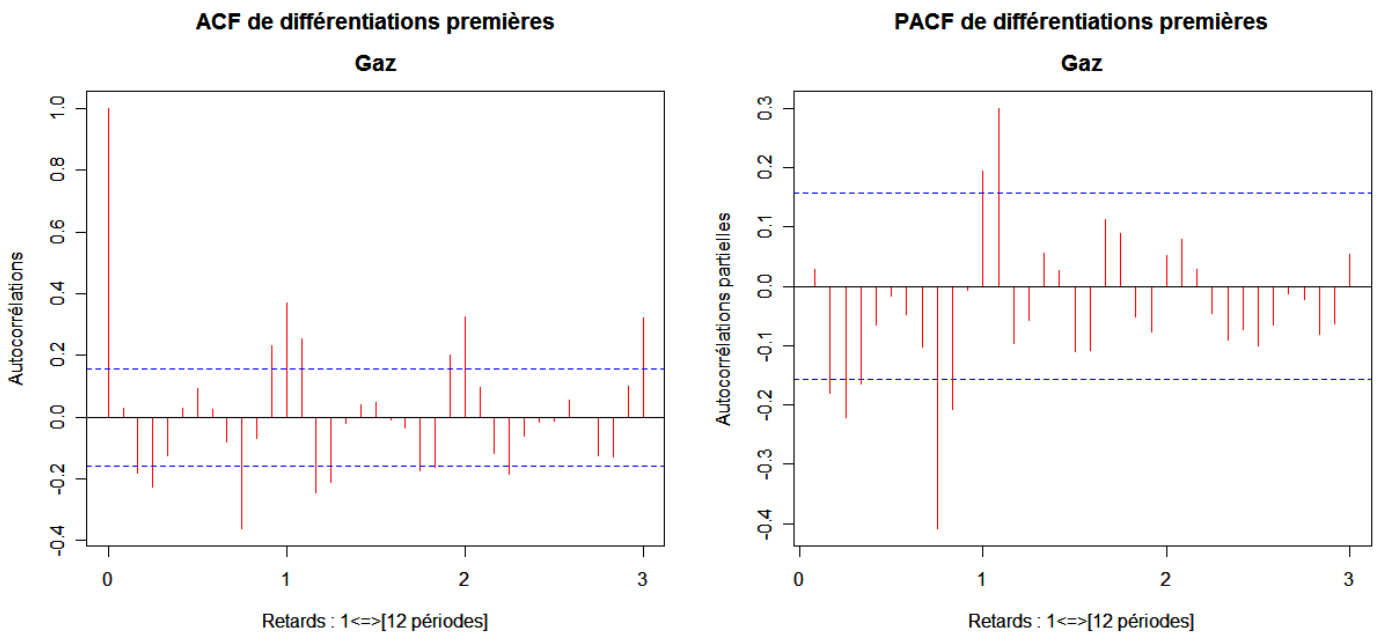 ACF de différentiations premières
Gaz
Autocorrélations
1.0
0.8
0.6
0.4
0.2
0.0
-0.2
-0.4
0 1 2 3
Retards : 1<=>[12 périodes]
PACF de différentiations premières
Gaz
Autocorrélations partielles
0.3
0.2
0.1
0.0
-0.1
-0.2
-0.3
-0.4
0 1 2 3
Retards : 1<=>[12 périodes]